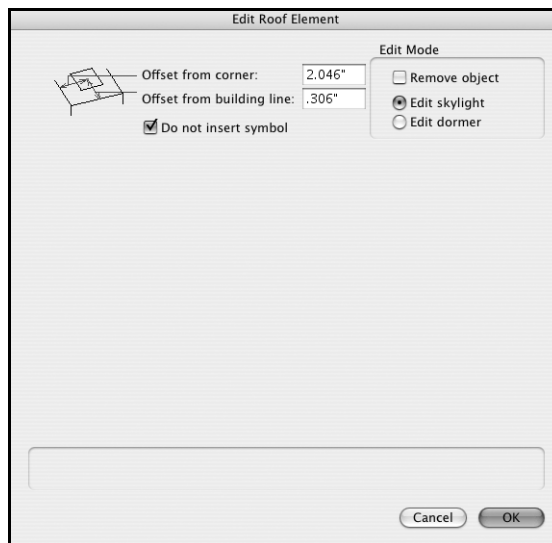 Edit Roof Element
Offset from corner: 2.046"
Offset from building line: .306"
Do not insert symbol
Edit Mode
Remove object
Edit skylight
Edit dormer
Cancel OK